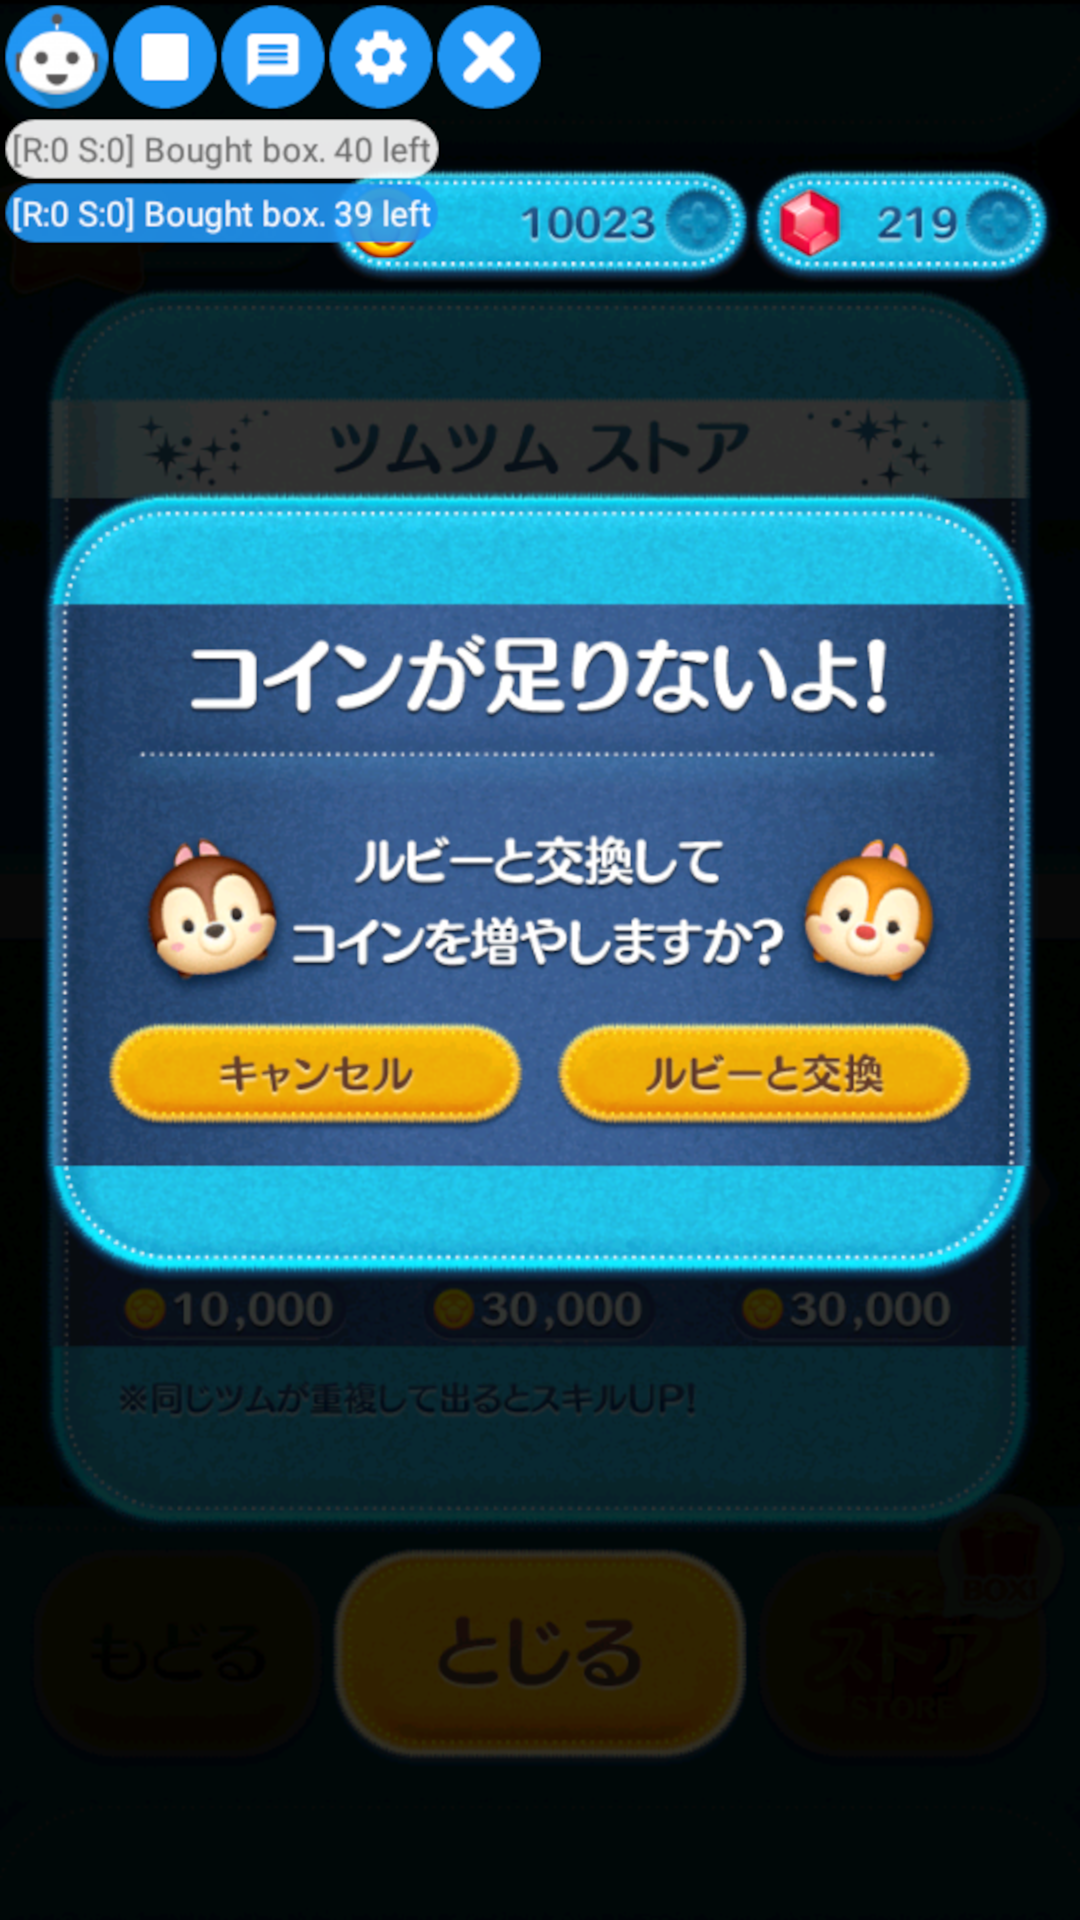 [R:0 S:0] Bought box. 40 left
[R:0 S:0] Bought box. 39 left
10023
219
ツムツム ストア
コインが足りないよ!
ルビーと交換して
コインを増やしますか?
キャンセル
ルビーと交換
10,000
30,000
30,000
※同じツムが重複して出るとスキルUP!
BOX!
もどる
とじる
ストア
STORE